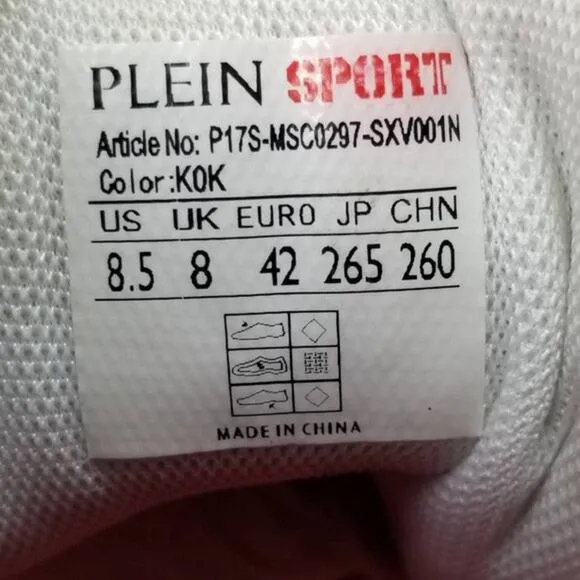 PLEIN SPORT
Article No: P17S-MSC0297-SXV001N
Color:KOK
US UK EURO JP CHN
8.5 8 42 265 260
MADE IN CHINA